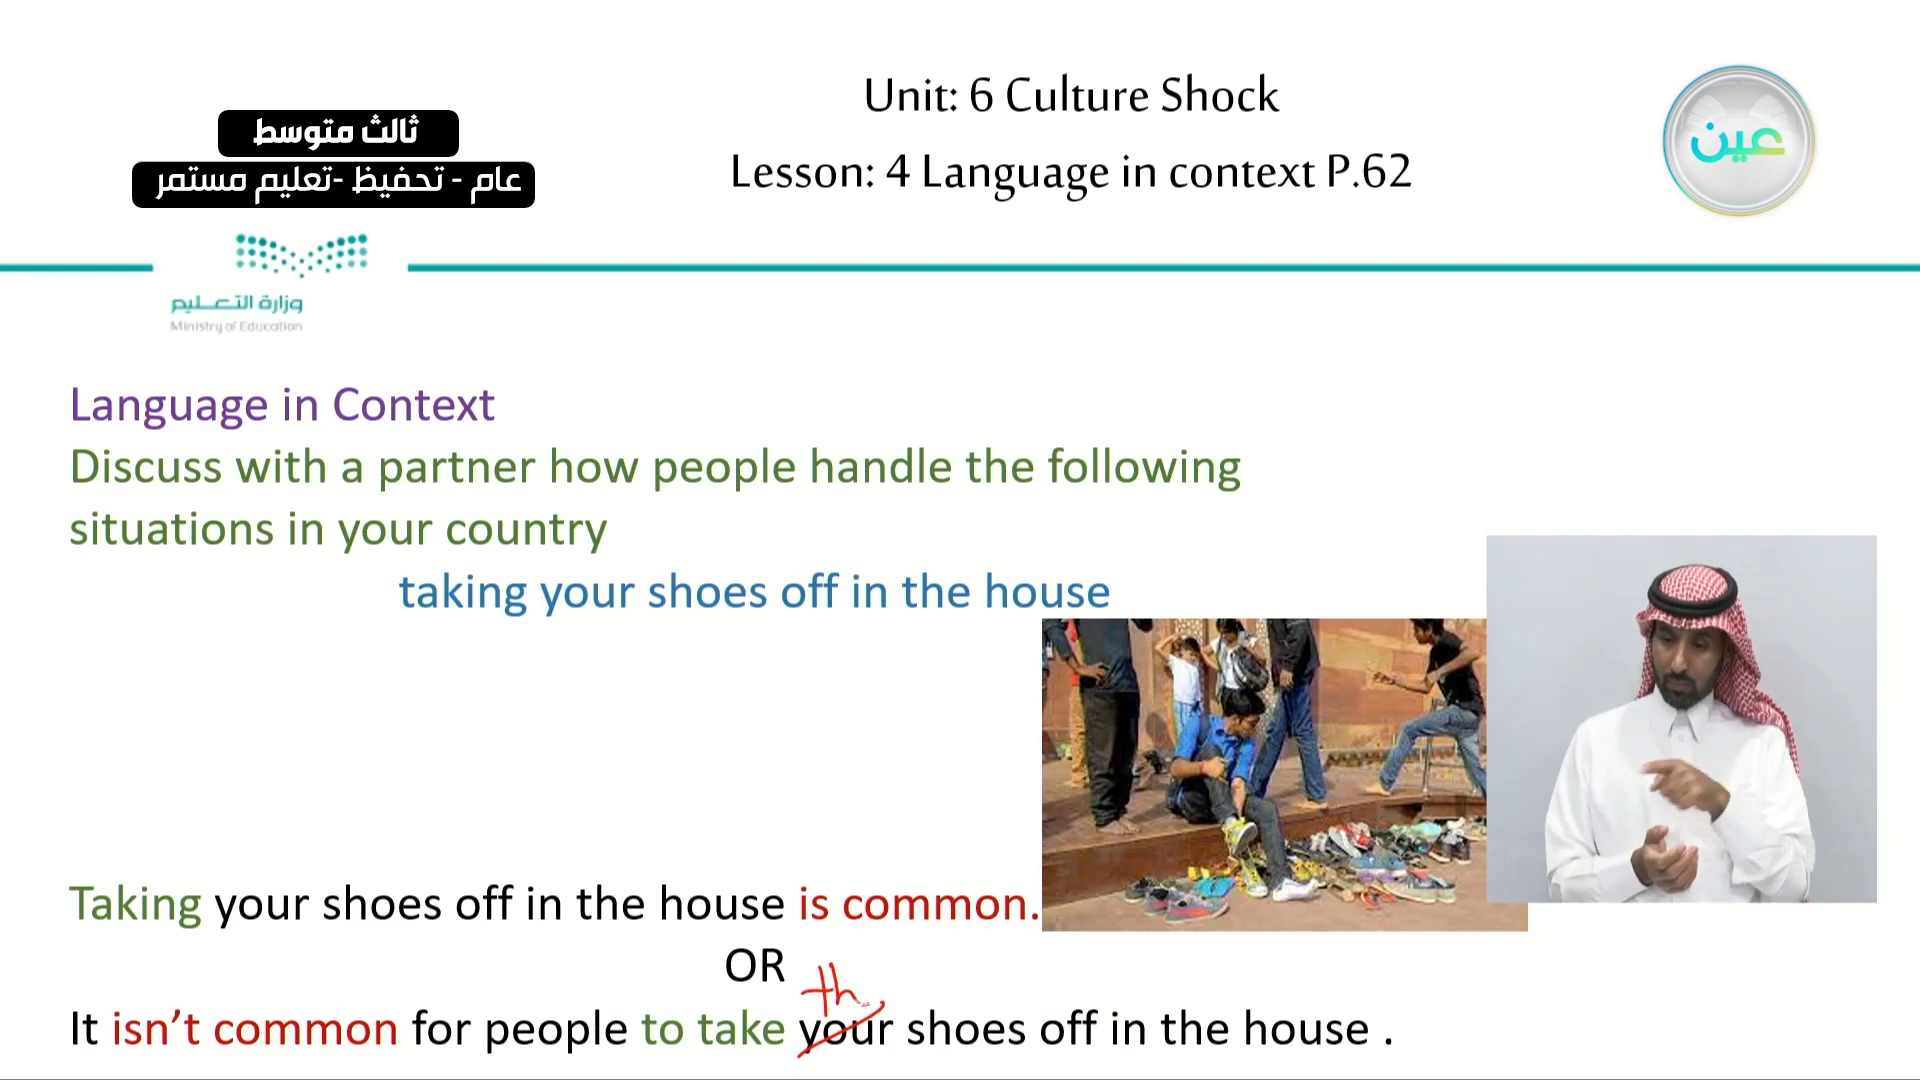 Unit: 6 Culture Shock
Lesson: 4 Language in context P.62
ثالث متوسط
عام - تحفيظ -تعليم مستمر
عين
وزارة التعليم
Ministry of Education
Language in Context
Discuss with a partner how people handle the following
situations in your country
taking your shoes off in the house
Taking your shoes off in the house is common.
OR
th
It isn’t common for people to take your shoes off in the house .